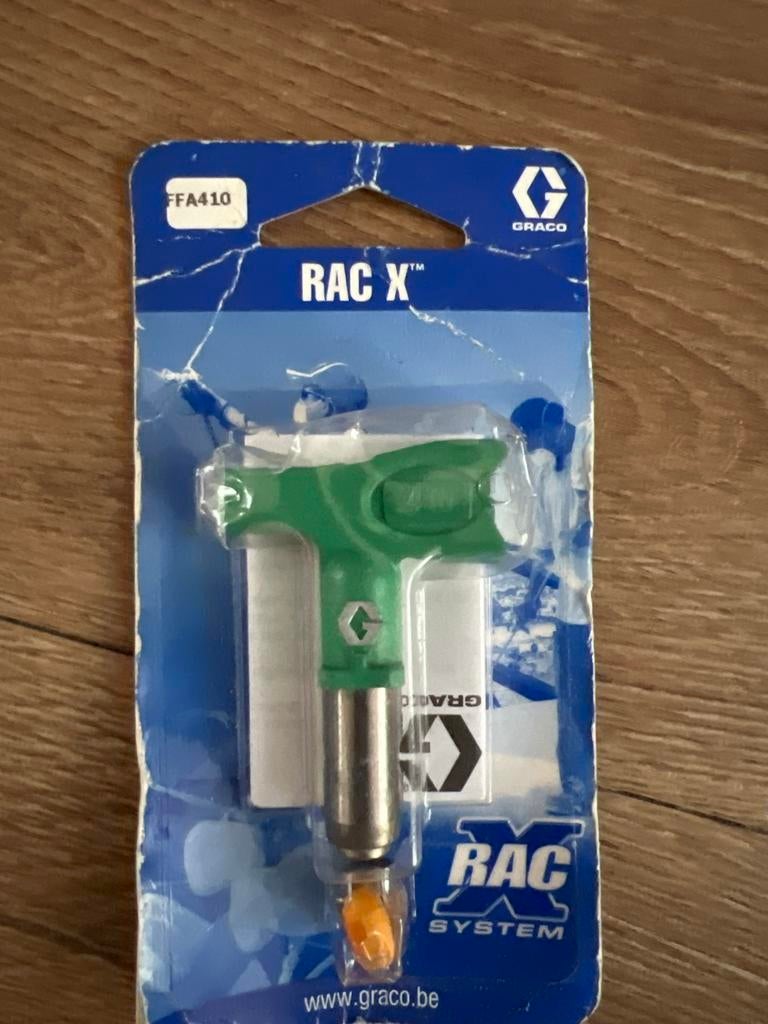 FFA410
GRACO
RAC X™
GRACO
RAC X
SYSTEM
www.graco.be